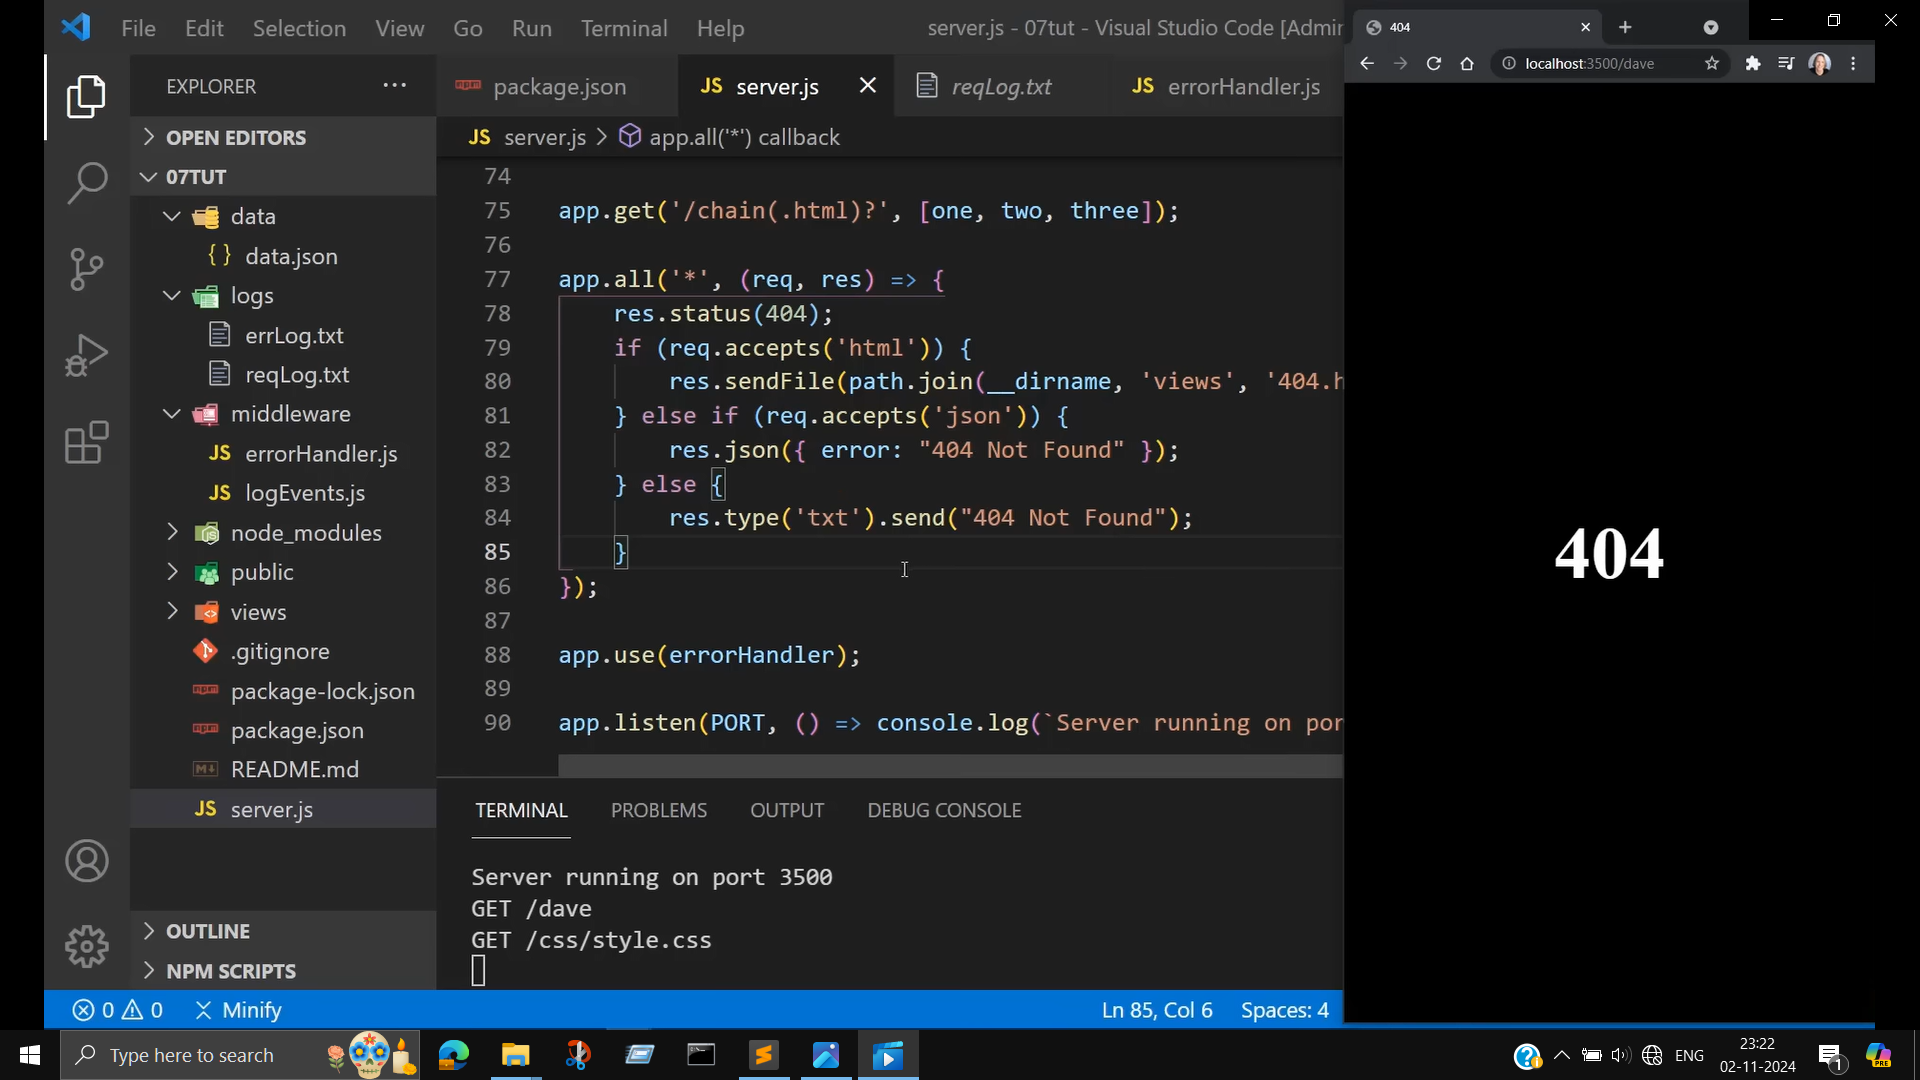 File Edit Selection View Go Run Terminal Help server.js - 07tut - Visual Studio Code [Admin
404
localhost:3500/dave
EXPLORER
package.json
JS server.js
reqLog.txt
JS errorHandler.js
OPEN EDITORS
JS server.js > app.all('*') callback
07TUT
data
{} data.json
logs
errLog.txt
reqLog.txt
middleware
JS errorHandler.js
JS logEvents.js
node_modules
public
views
.gitignore
package-lock.json
package.json
README.md
JS server.js
OUTLINE
NPM SCRIPTS
74
75 app.get('/chain(.html)?', [one, two, three]);
76
77 app.all('*', (req, res) => {
78 res.status(404);
79 if (req.accepts('html')) {
80 res.sendFile(path.join(__dirname, 'views', '404.h
81 } else if (req.accepts('json')) {
82 res.json({ error: "404 Not Found" });
83 } else {
84 res.type('txt').send("404 Not Found");
85 }
86 });
87
88 app.use(errorHandler);
89
90 app.listen(PORT, () => console.log(`Server running on por
404
TERMINAL PROBLEMS OUTPUT DEBUG CONSOLE
Server running on port 3500
GET /dave
GET /css/style.css
0 0 Minify
Ln 85, Col 6 Spaces: 4
Type here to search
ENG
23:22
02-11-2024
1
PRE